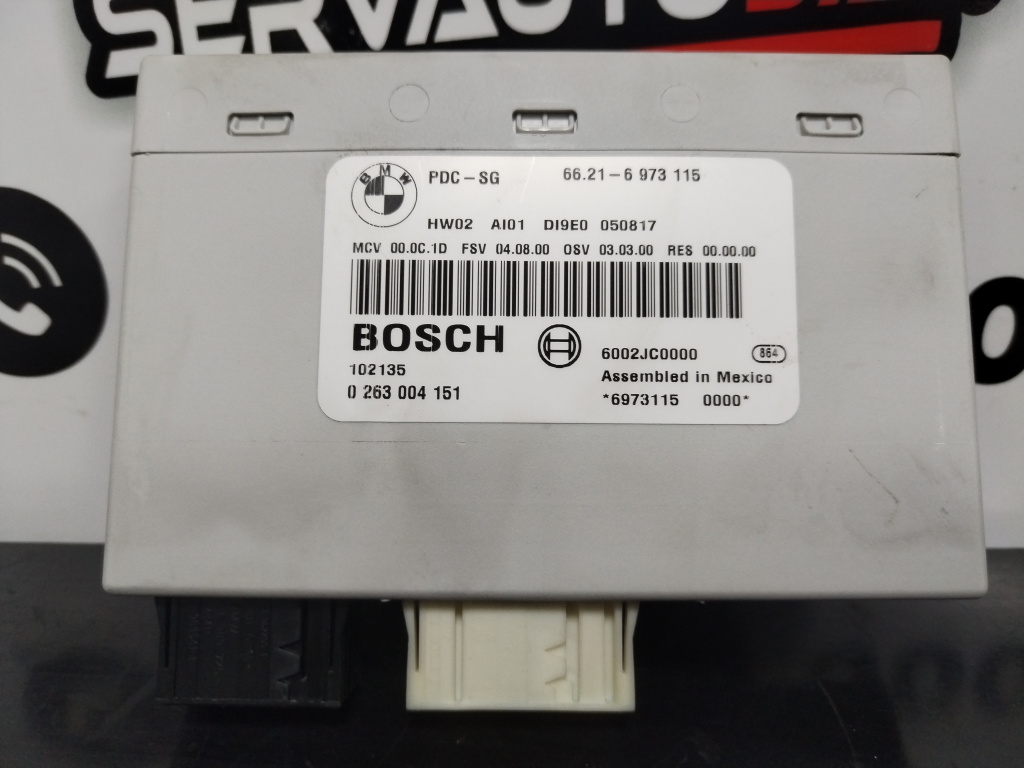 SERVAUTO
BMW
PDC-SG 66.21-6 973 115
HW02 AI01 DI9E0 050817
MCV 00.0C.1D FSV 04.08.00 OSV 03.03.00 RES 00.00.00
BOSCH
6002JC0000 864
102135
Assembled in Mexico
0 263 004 151
*6973115 0000*